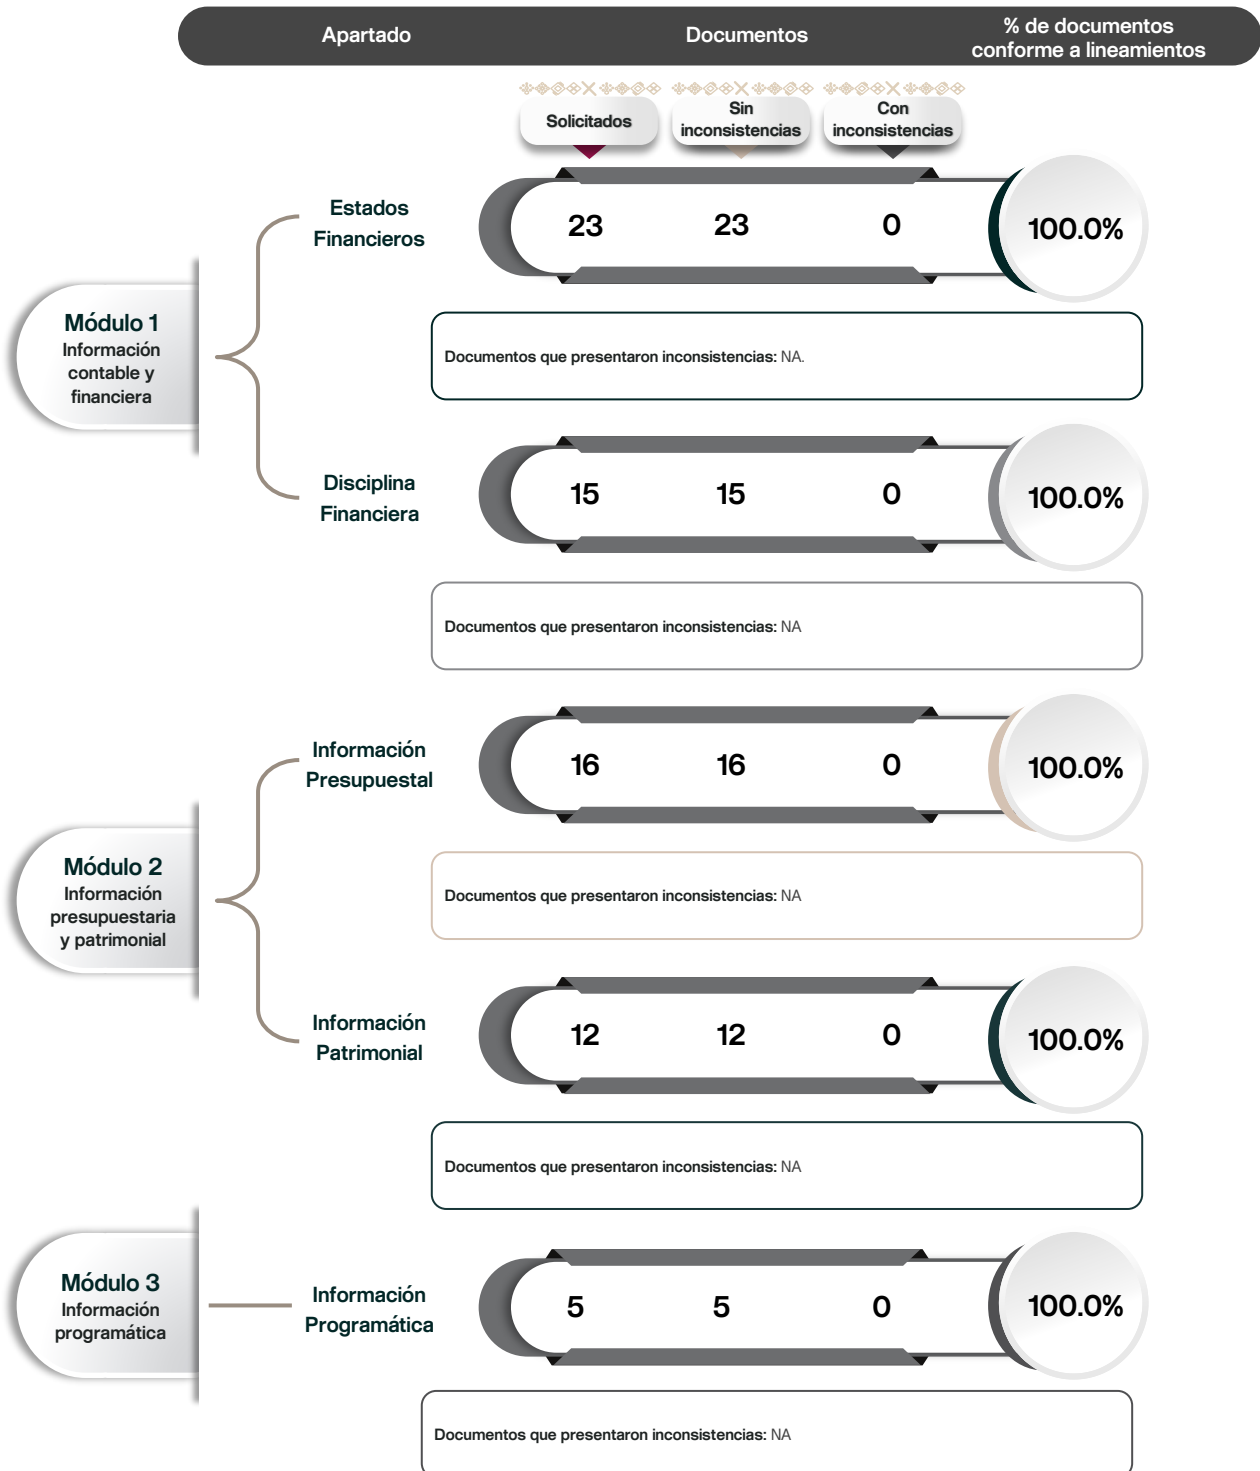 Apartado
Documentos
% de documentos
conforme a lineamientos
Solicitados
Sin
inconsistencias
Con
inconsistencias
Módulo 1
Información
contable y
financiera
Estados
Financieros
23
23
0
100.0%
Documentos que presentaron inconsistencias: NA.
Disciplina
Financiera
15
15
0
100.0%
Documentos que presentaron inconsistencias: NA
Módulo 2
Información
presupuestaria
y patrimonial
Información
Presupuestal
16
16
0
100.0%
Documentos que presentaron inconsistencias: NA
Información
Patrimonial
12
12
0
100.0%
Documentos que presentaron inconsistencias: NA
Módulo 3
Información
programática
Información
Programática
5
5
0
100.0%
Documentos que presentaron inconsistencias: NA